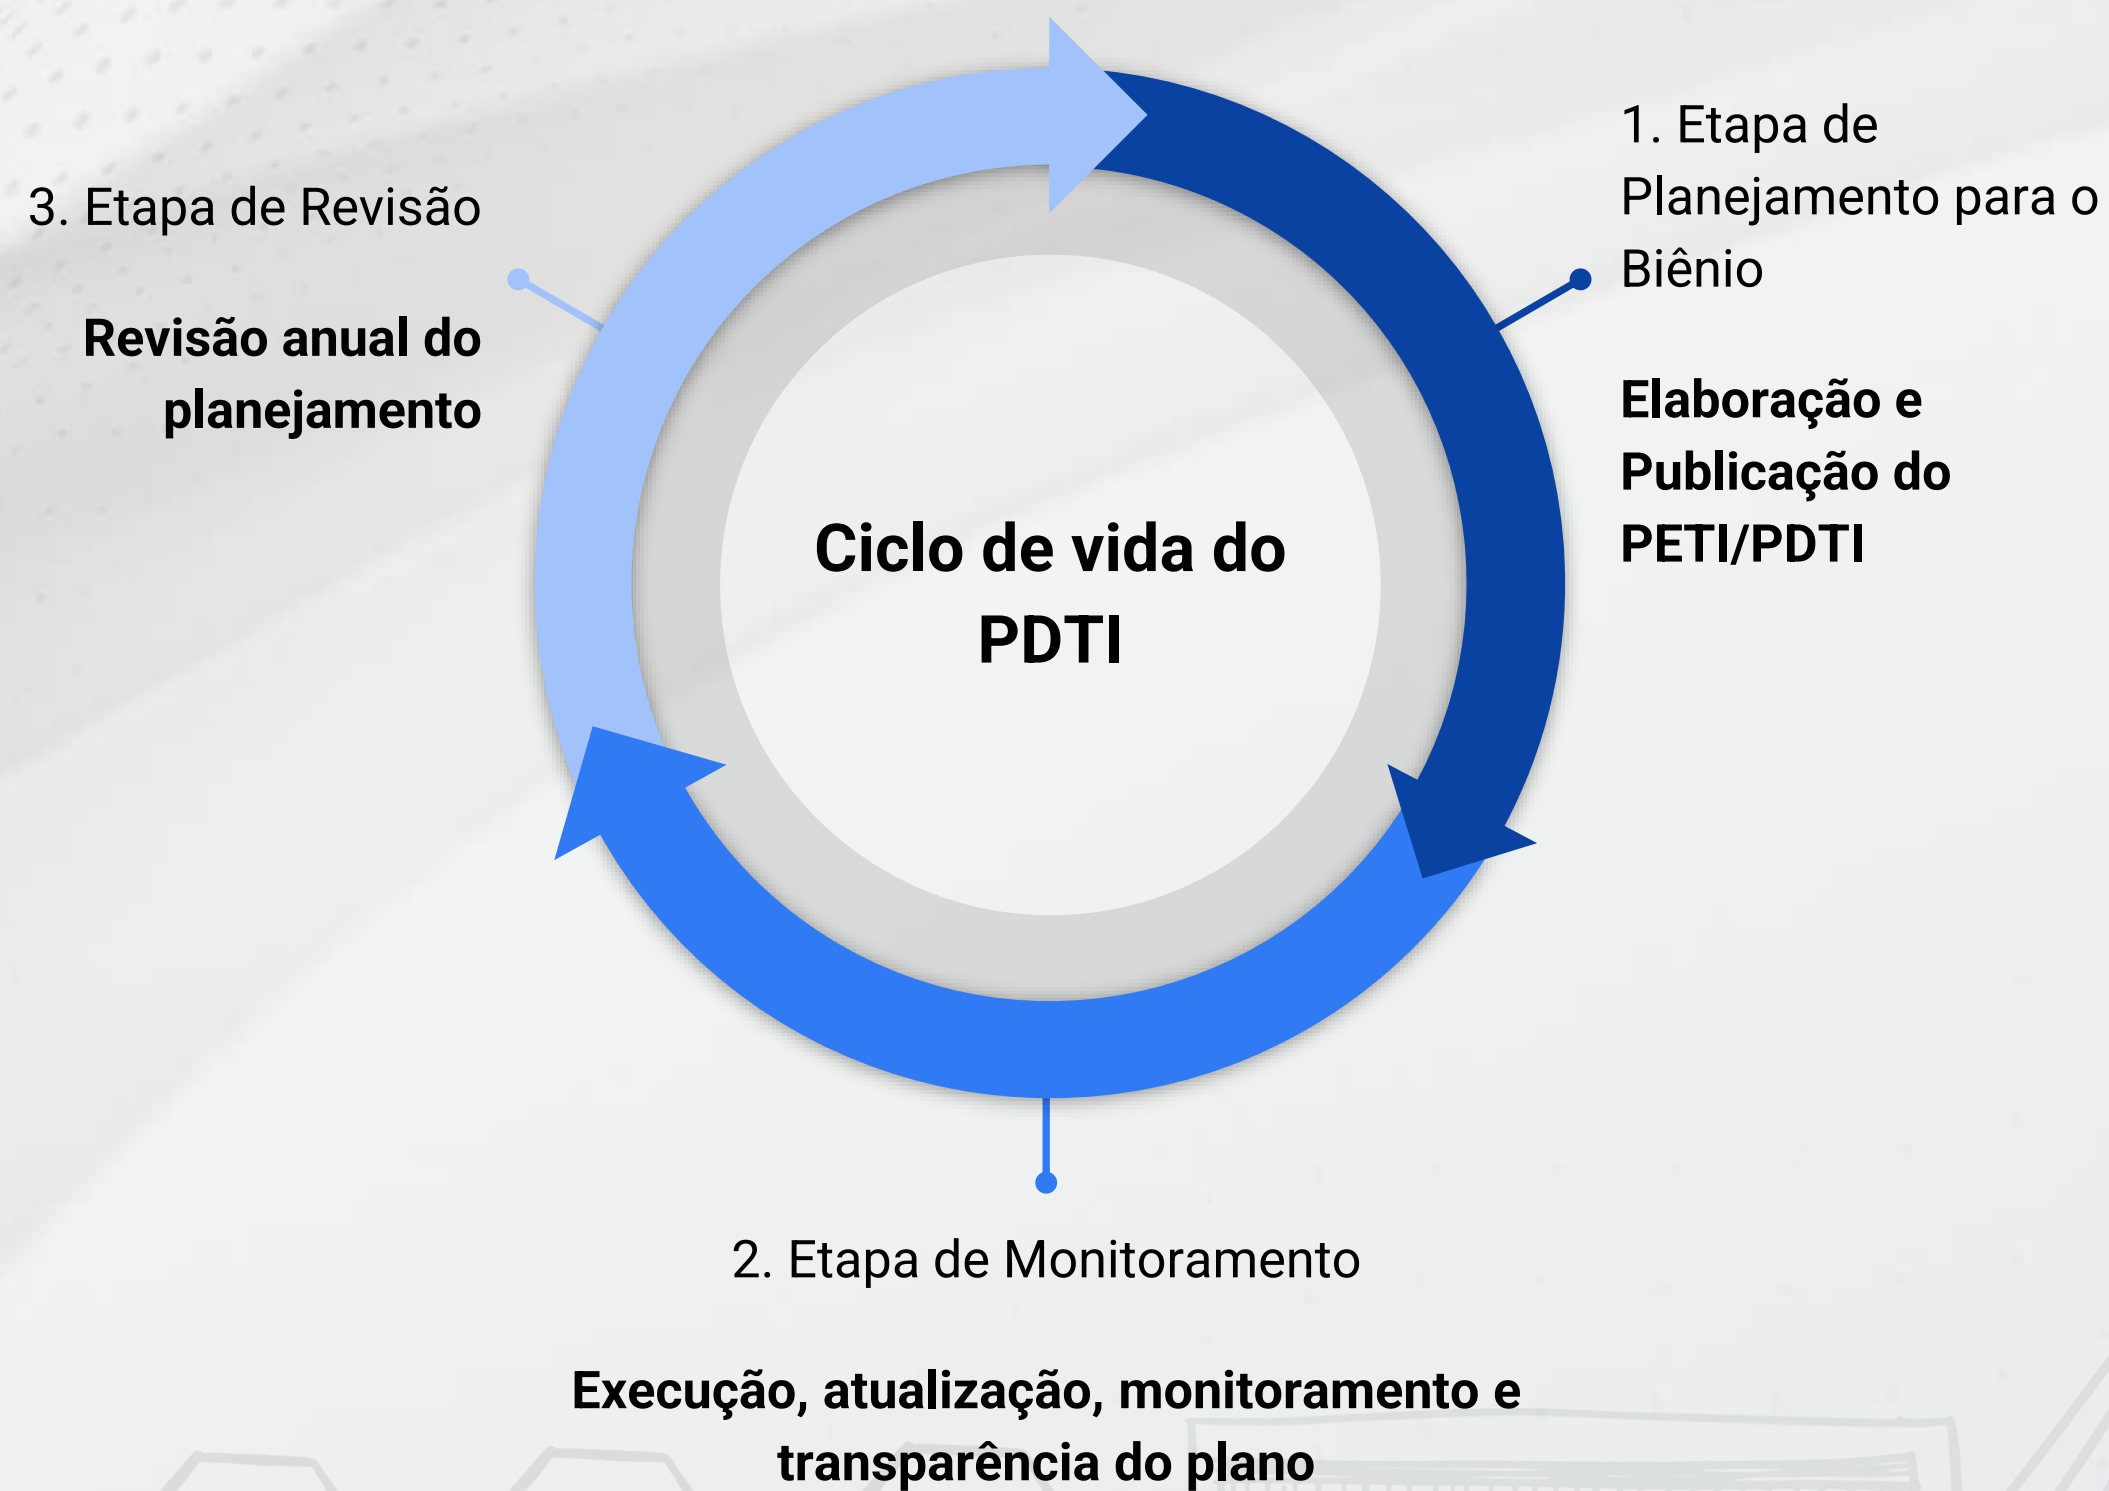 Ciclo de vida do
PDTI
1. Etapa de
Planejamento para o
Biênio
Elaboração e
Publicação do
PETI/PDTI
2. Etapa de Monitoramento
Execução, atualização, monitoramento e
transparência do plano
3. Etapa de Revisão
Revisão anual do
planejamento